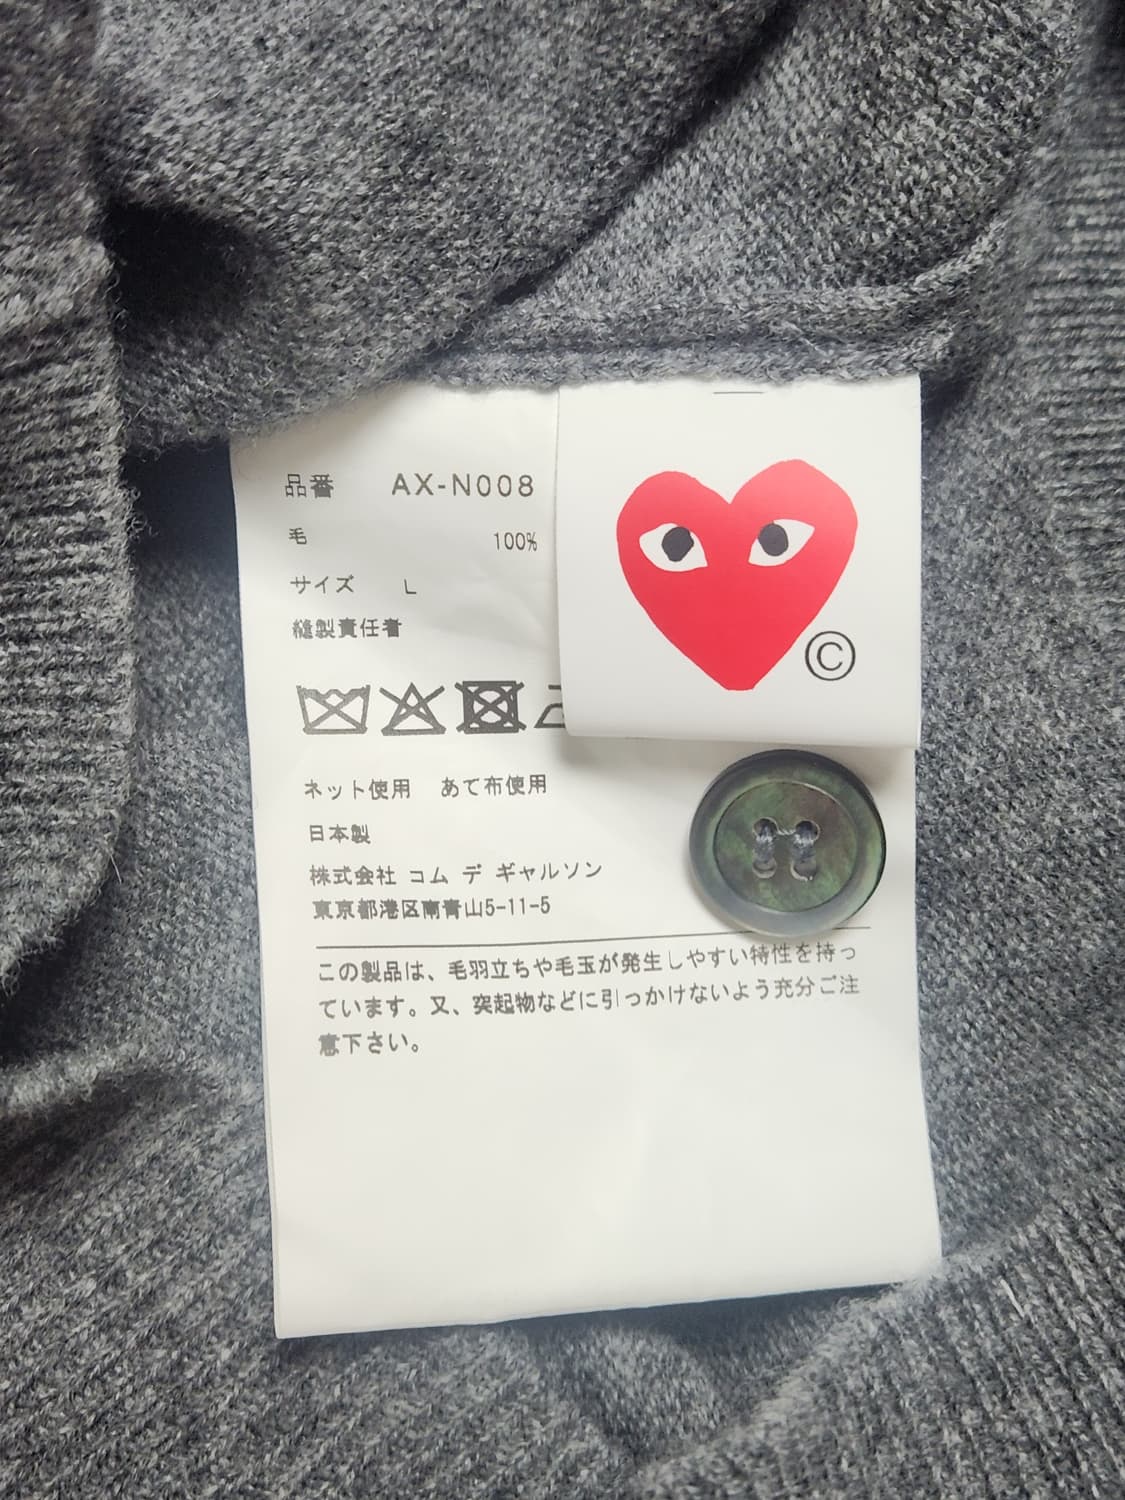 品番 AX-N008
毛 100%
サイズ L
縫製責任者
©
ネット使用 あて布使用
日本製
株式会社 コム デ ギャルソン
東京都港区南青山5-11-5
この製品は、毛羽立ちや毛玉が発生しやすい特性を持っ
ています。又、突起物などに引っかけないよう充分ご注
意下さい。